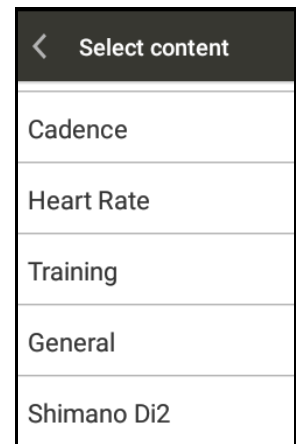 Select content
Cadence
Heart Rate
Training
General
Shimano Di2